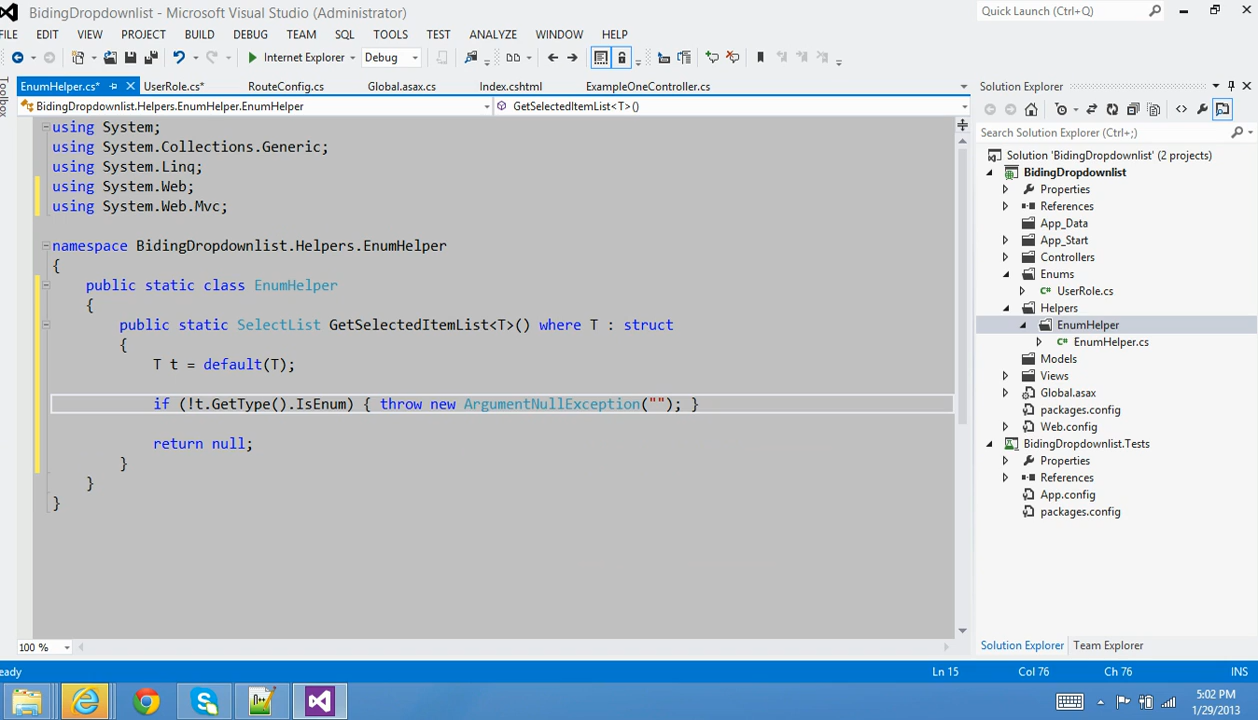 BidingDropdownlist - Microsoft Visual Studio (Administrator)
Quick Launch (Ctrl+Q)
FILE EDIT VIEW PROJECT BUILD DEBUG TEAM SQL TOOLS TEST ANALYZE WINDOW HELP
Internet Explorer Debug
Toolbox
EnumHelper.cs* UserRole.cs* RouteConfig.cs Global.asax.cs Index.cshtml ExampleOneController.cs
BidingDropdownlist.Helpers.EnumHelper.EnumHelper GetSelectedItemList<T>()
using System;
using System.Collections.Generic;
using System.Linq;
using System.Web;
using System.Web.Mvc;
namespace BidingDropdownlist.Helpers.EnumHelper
{
public static class EnumHelper
{
public static SelectList GetSelectedItemList<T>() where T : struct
{
T t = default(T);
if (!t.GetType().IsEnum) { throw new ArgumentNullException(""); }
return null;
}
}
}
100 %
Solution Explorer
Search Solution Explorer (Ctrl+;)
Solution 'BidingDropdownlist' (2 projects)
BidingDropdownlist
Properties
References
App_Data
App_Start
Controllers
Enums
C# UserRole.cs
Helpers
EnumHelper
C# EnumHelper.cs
Models
Views
Global.asax
packages.config
Web.config
BidingDropdownlist.Tests
Properties
References
App.config
packages.config
Solution Explorer Team Explorer
eady Ln 15 Col 76 Ch 76 INS
5:02 PM
1/29/2013